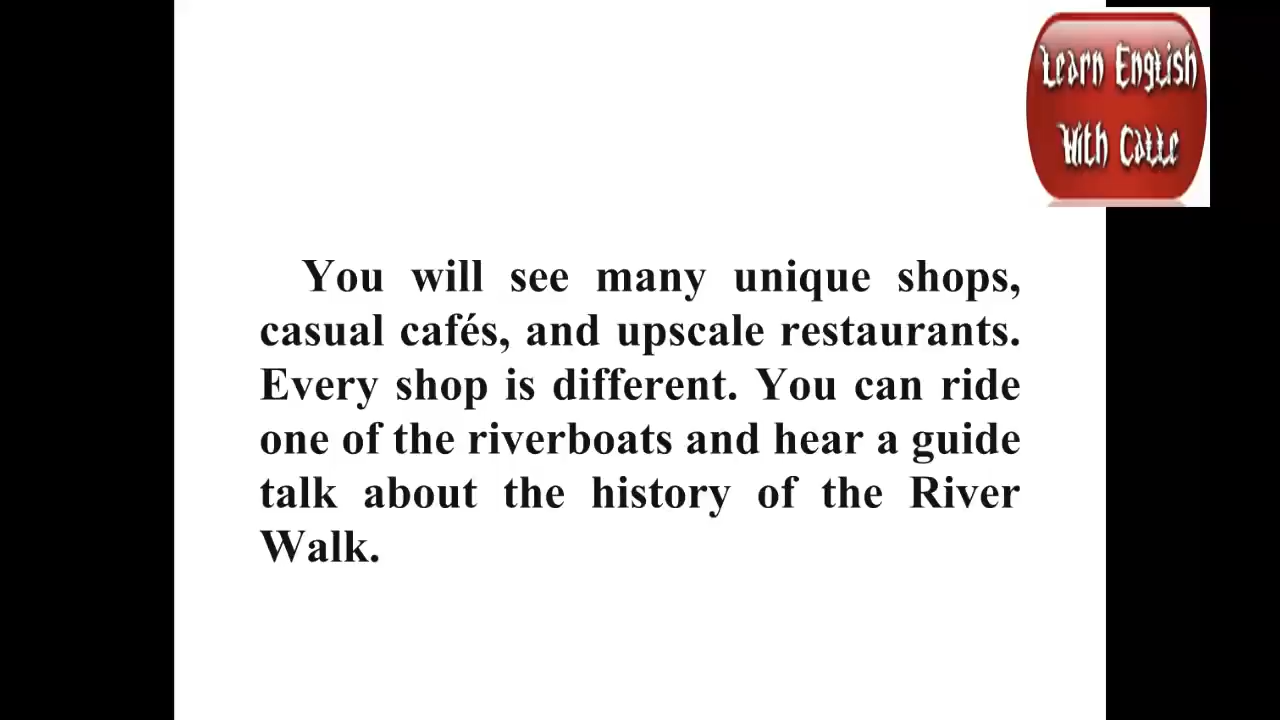 Learn English
With Catte
You will see many unique shops,
casual cafés, and upscale restaurants.
Every shop is different. You can ride
one of the riverboats and hear a guide
talk about the history of the River
Walk.